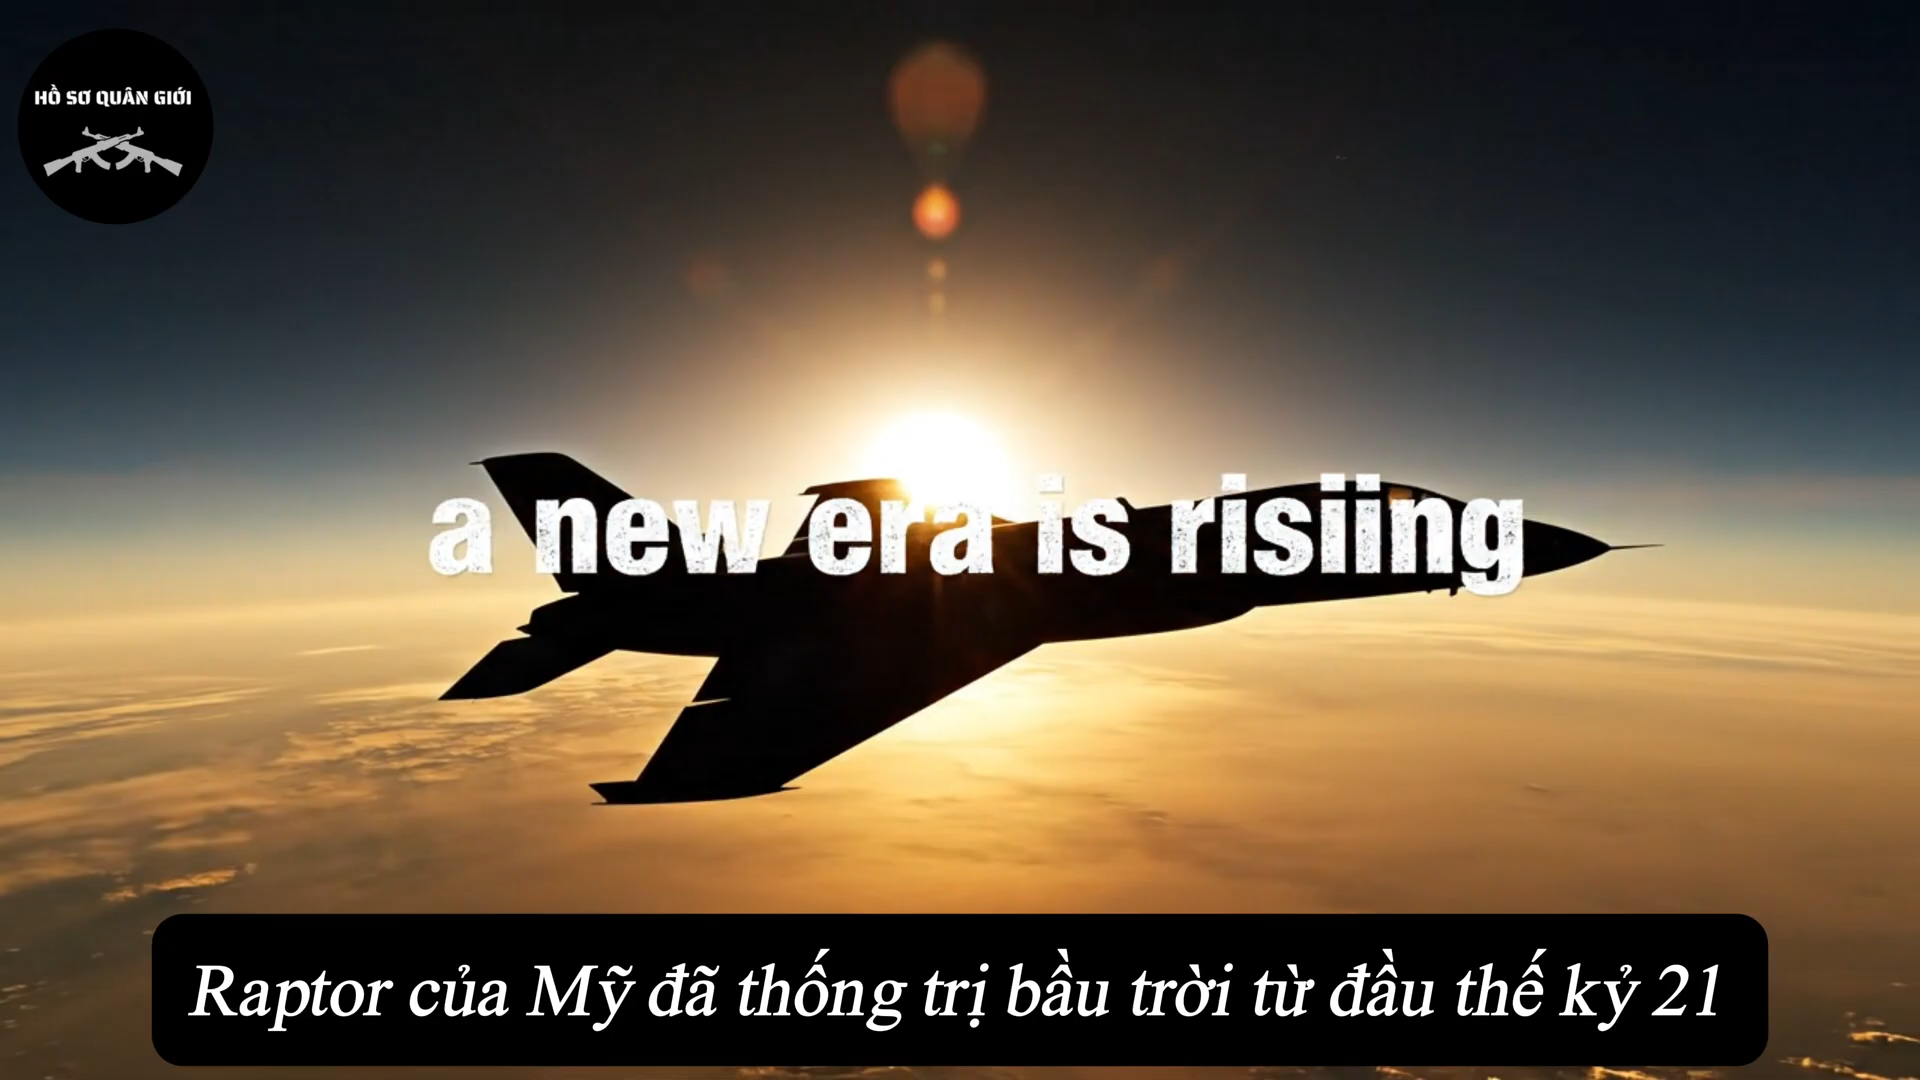 HỒ SƠ QUÂN GIỚI
a new era is risiing
Raptor của Mỹ đã thống trị bầu trời từ đầu thế kỷ 21